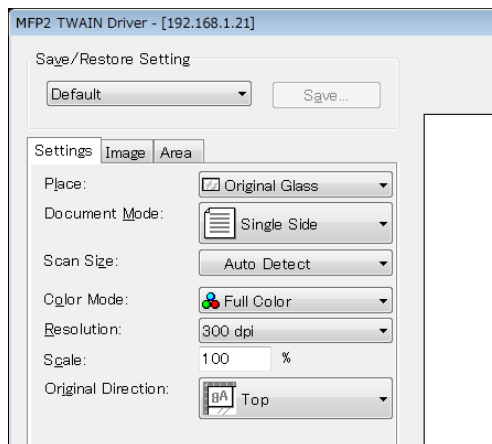 MFP2 TWAIN Driver - [192.168.1.21]
Save/Restore Setting
Default Save...
Settings Image Area
Place: Original Glass
Document Mode: Single Side
Scan Size: Auto Detect
Color Mode: Full Color
Resolution: 300 dpi
Scale: 100 %
Original Direction: AB Top